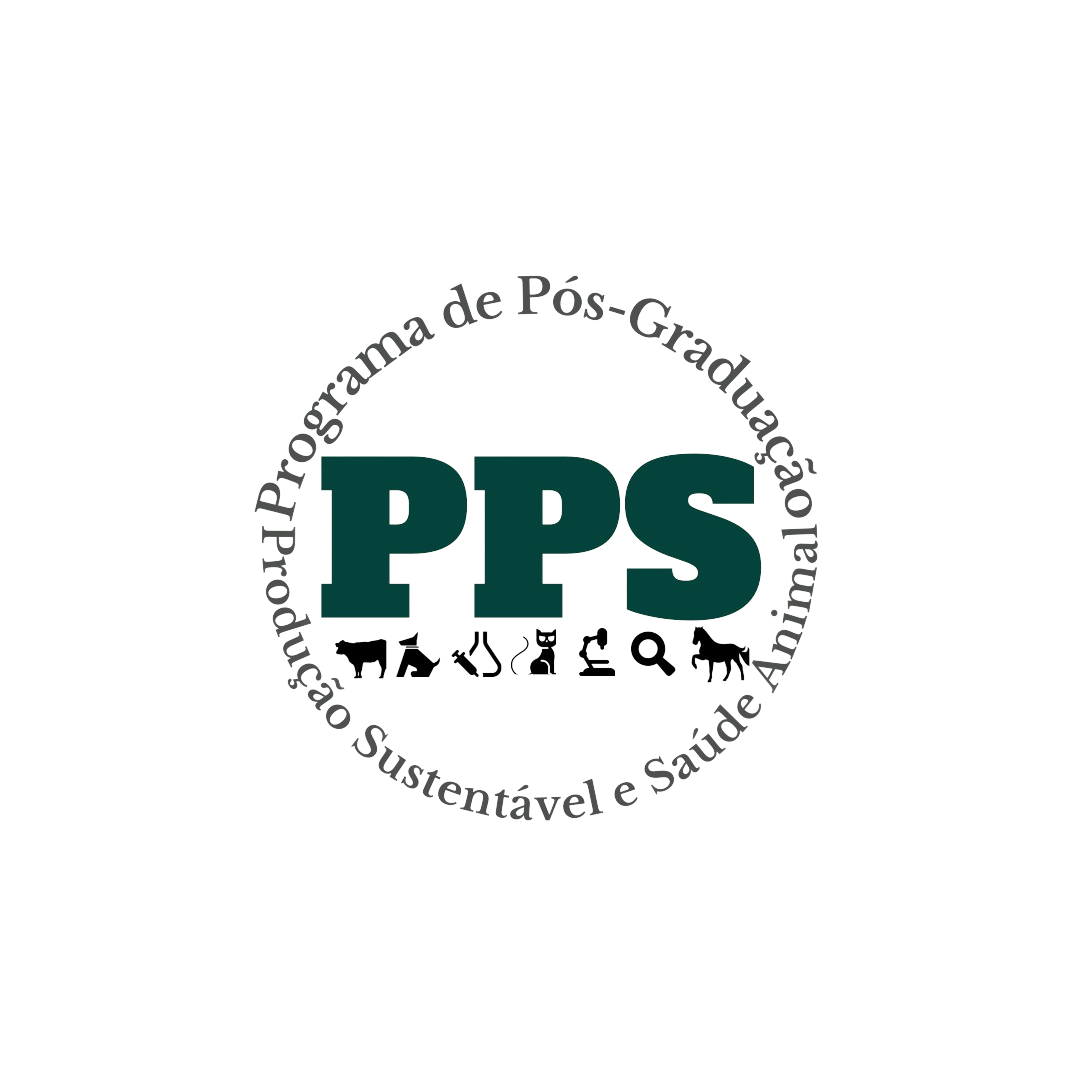 Programa de Pós-Graduação
PPS
Produção Sustentável e Saúde Animal